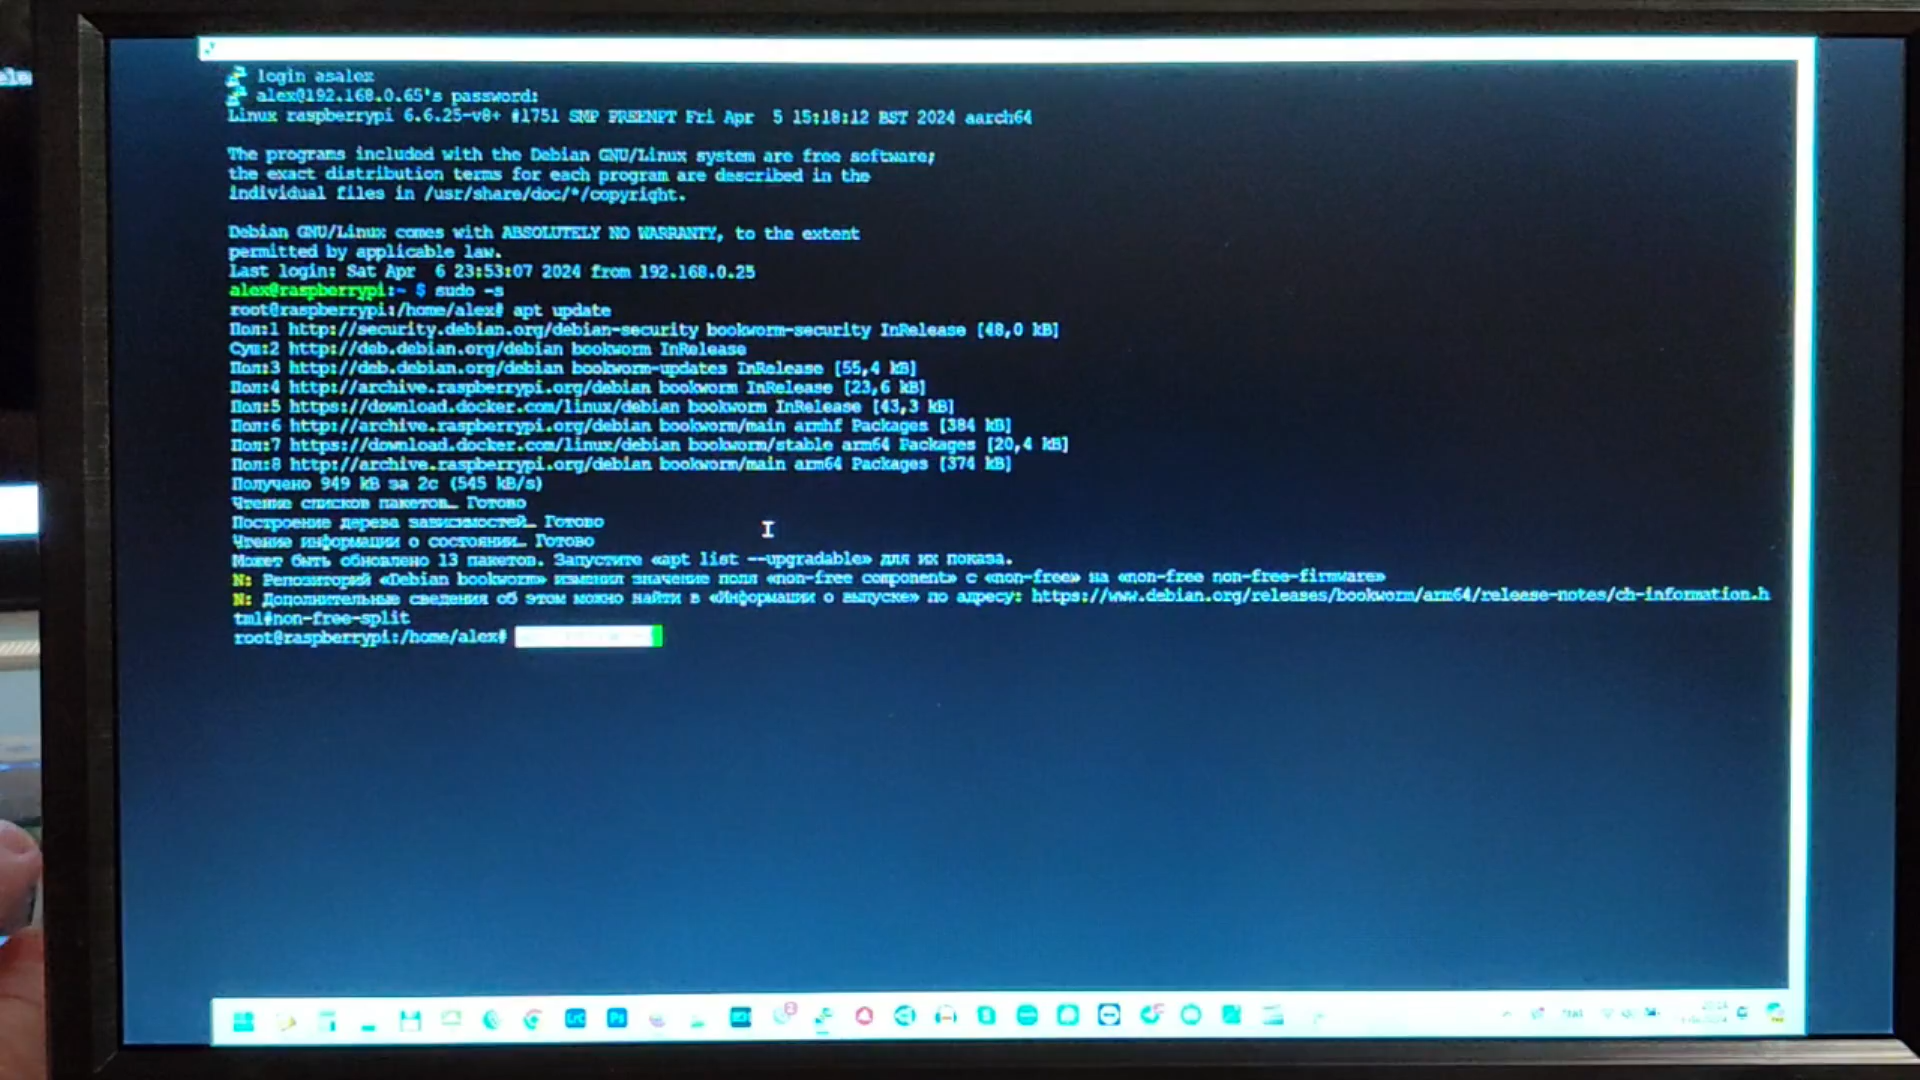 login asalex
alex@192.168.0.65's password:
Linux raspberrypi 6.6.25-v8+ #1751 SMP PREEMPT Fri Apr  5 15:18:12 BST 2024 aarch64
The programs included with the Debian GNU/Linux system are free software;
the exact distribution terms for each program are described in the
individual files in /usr/share/doc/*/copyright.
Debian GNU/Linux comes with ABSOLUTELY NO WARRANTY, to the extent
permitted by applicable law.
Last login: Sat Apr  6 23:53:07 2024 from 192.168.0.25
alex@raspberrypi:~ $ sudo -s
root@raspberrypi:/home/alex# apt update
Пол:1 http://security.debian.org/debian-security bookworm-security InRelease [48,0 kB]
Сущ:2 http://deb.debian.org/debian bookworm InRelease
Пол:3 http://deb.debian.org/debian bookworm-updates InRelease [55,4 kB]
Пол:4 http://archive.raspberrypi.org/debian bookworm InRelease [23,6 kB]
Пол:5 https://download.docker.com/linux/debian bookworm InRelease [43,3 kB]
Пол:6 http://archive.raspberrypi.org/debian bookworm/main armhf Packages [384 kB]
Пол:7 https://download.docker.com/linux/debian bookworm/stable arm64 Packages [20,4 kB]
Пол:8 http://archive.raspberrypi.org/debian bookworm/main arm64 Packages [374 kB]
Получено 949 kB за 2с (545 kB/s)
Чтение списков пакетов… Готово
Построение дерева зависимостей… Готово
Чтение информации о состоянии… Готово
Может быть обновлено 13 пакетов. Запустите «apt list --upgradable» для их показа.
N: Репозиторий «Debian bookworm» изменил значение поля «non-free component» с «non-free» на «non-free non-free-firmware»
N: Дополнительные сведения об этом можно найти в «Информации о выпуске» по адресу: https://www.debian.org/releases/bookworm/arm64/release-notes/ch-information.h
tml#non-free-split
root@raspberrypi:/home/alex#
LrC
Ps